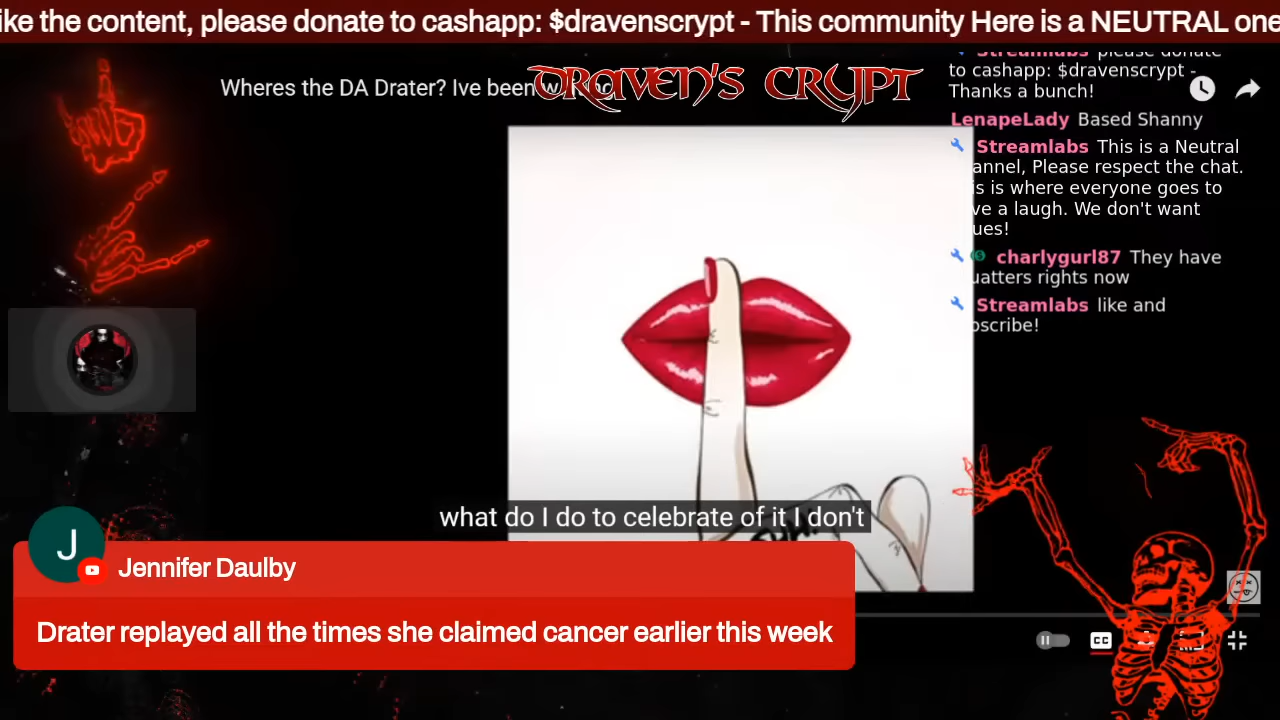 ike the content, please donate to cashapp: $dravenscrypt - This community Here is a NEUTRAL one
Wheres the DA Drater? Ive been
DRAVEN'S CRYPT
Streamlabs please donate
to cashapp: $dravenscrypt -
Thanks a bunch!
LenapeLady Based Shanny
Streamlabs This is a Neutral
annel, Please respect the chat.
is is where everyone goes to
ve a laugh. We don't want
ues!
charlygurl87 They have
uatters right now
Streamlabs like and
oscribe!
what do I do to celebrate of it I don't
J
Jennifer Daulby
Drater replayed all the times she claimed cancer earlier this week
CC